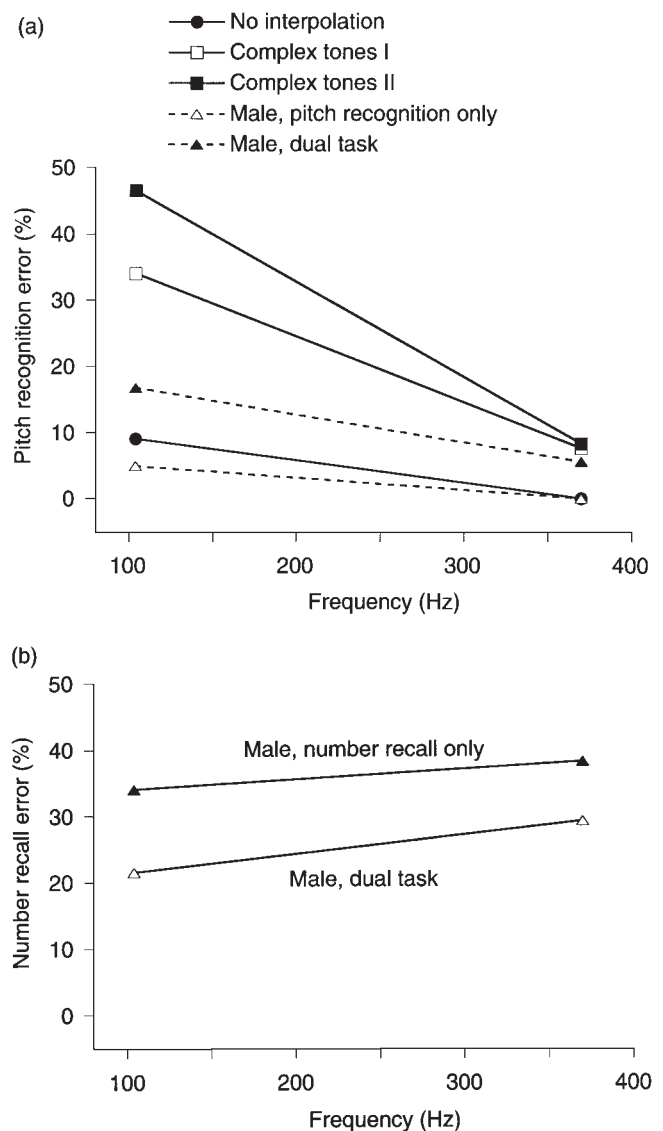 (a)
No interpolation
Complex tones I
Complex tones II
Male, pitch recognition only
Male, dual task
50
40
30
20
10
0
Pitch recognition error (%)
100 200 300 400
Frequency (Hz)
(b)
50
40
30
20
10
0
Number recall error (%)
Male, number recall only
Male, dual task
100 200 300 400
Frequency (Hz)